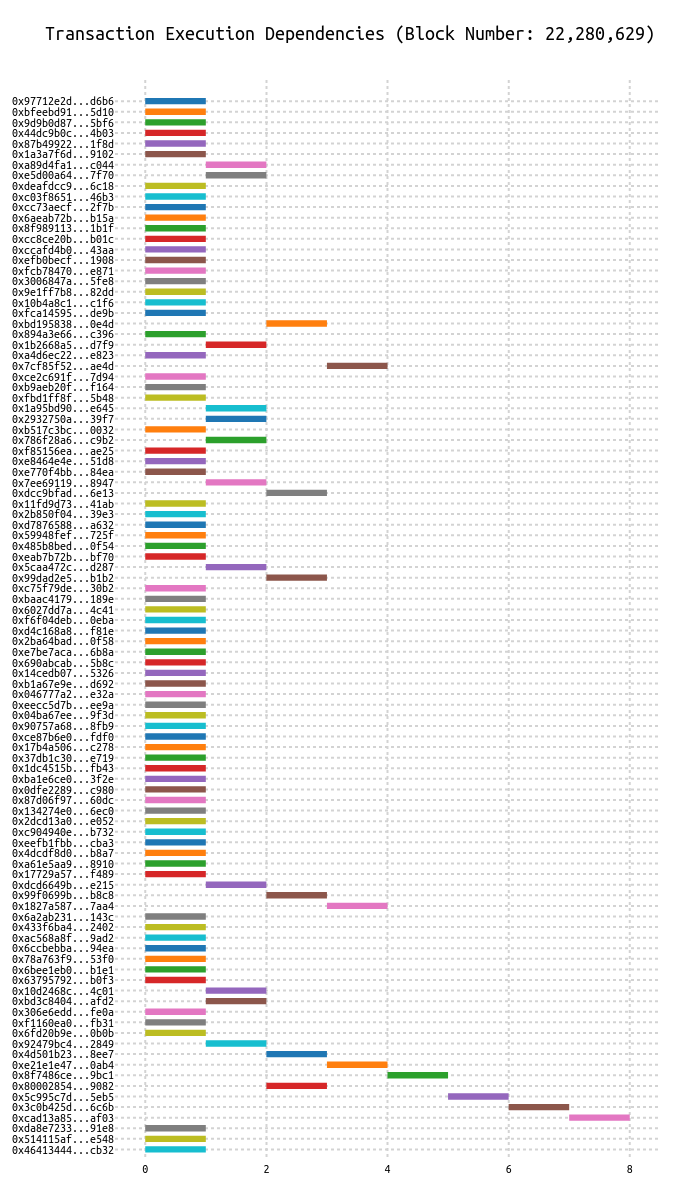 Transaction Execution Dependencies (Block Number: 22,280,629)
0x97712e2d...d6b6
0xbfeebd91...5d10
0x9d9b0d87...5bf6
0x44dc9b0c...4b03
0x87b49922...1f8d
0x1a3a7f6d...9102
0xa89d4fa1...c044
0xe5d00a64...7f70
0xdeafdcc9...6c18
0xc03f8651...46b3
0xcc73aecf...2f7b
0x6aeab72b...b15a
0x8f989113...1b1f
0xcc8ce20b...b01c
0xccafd4b0...43aa
0xefb0becf...1908
0xfcb78470...e871
0x3006847a...5fe8
0x9e1ff7b8...82dd
0x10b4a8c1...c1f6
0xfca14595...de9b
0xbd195838...0e4d
0x894a3e66...c396
0x1b2668a5...d7f9
0xa4d6ec22...e823
0x7cf85f52...ae4d
0xce2c691f...7d94
0xb9aeb20f...f164
0xfbd1ff8f...5b48
0x1a95bd90...e645
0x2932750a...39f7
0xb517c3bc...0032
0x786f28a6...c9b2
0xf85156ea...ae25
0xe8464e4e...51d8
0xe770f4bb...84ea
0x7ee69119...8947
0xdcc9bfad...6e13
0x11fd9d73...41ab
0x2b850f04...39e3
0xd7876588...a632
0x59948fef...725f
0x485b8bed...0f54
0xeab7b72b...bf70
0x5caa472c...d287
0x99dad2e5...b1b2
0xc75f79de...30b2
0xbaac4179...189e
0x6027dd7a...4c41
0xf6f04deb...0eba
0xd4c168a8...f81e
0x2ba64bad...0f58
0xe7be7aca...6b8a
0x690abcab...5b8c
0x14cedb07...5326
0xb1a67e9e...d692
0x046777a2...e32a
0xeecc5d7b...ee9a
0x04ba67ee...9f3d
0x90757a68...8fb9
0xce87b6e0...fdf0
0x17b4a506...c278
0x37db1c30...e719
0x1dc4515b...fb43
0xba1e6ce0...3f2e
0x0dfe2289...c980
0x87d06f97...60dc
0x134274e0...6ec0
0x2dcd13a0...e052
0xc904940e...b732
0xeefb1fbb...cba3
0x4dcdf8d0...b8a7
0xa61e5aa9...8910
0x17729a57...f489
0xdcd6649b...e215
0x99f0699b...b8c8
0x1827a587...7aa4
0x6a2ab231...143c
0x433f6ba4...2402
0xac568a8f...9ad2
0x6ccbebba...94ea
0x78a763f9...53f0
0x6bee1eb0...b1e1
0x63795792...b0f3
0x10d2468c...4c01
0xbd3c8404...afd2
0x306e6edd...fe0a
0xf1160ea0...fb31
0x6fd20b9e...0b0b
0x92479bc4...2849
0x4d501b23...8ee7
0xe21e1e47...0ab4
0x8f7486ce...9bc1
0x80002854...9082
0x5c995c7d...5eb5
0x3c0b425d...6c6b
0xcad13a85...af03
0xda8e7233...91e8
0x514115af...e548
0x46413444...cb32
0 2 4 6 8